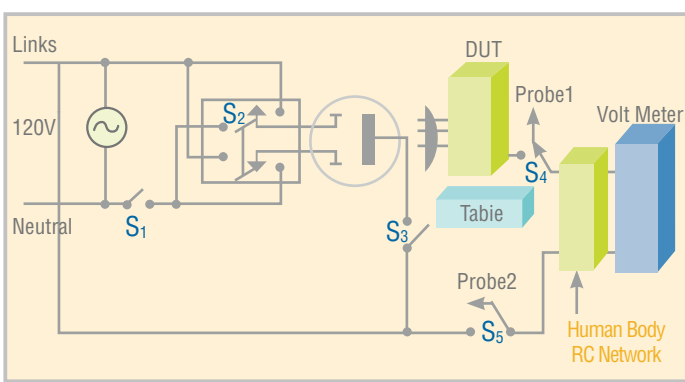 Links
DUT
Probe1
Volt Meter
S2
120V
S4
Neutral
S1
Tabie
S3
Probe2
S5
Human Body
RC Network